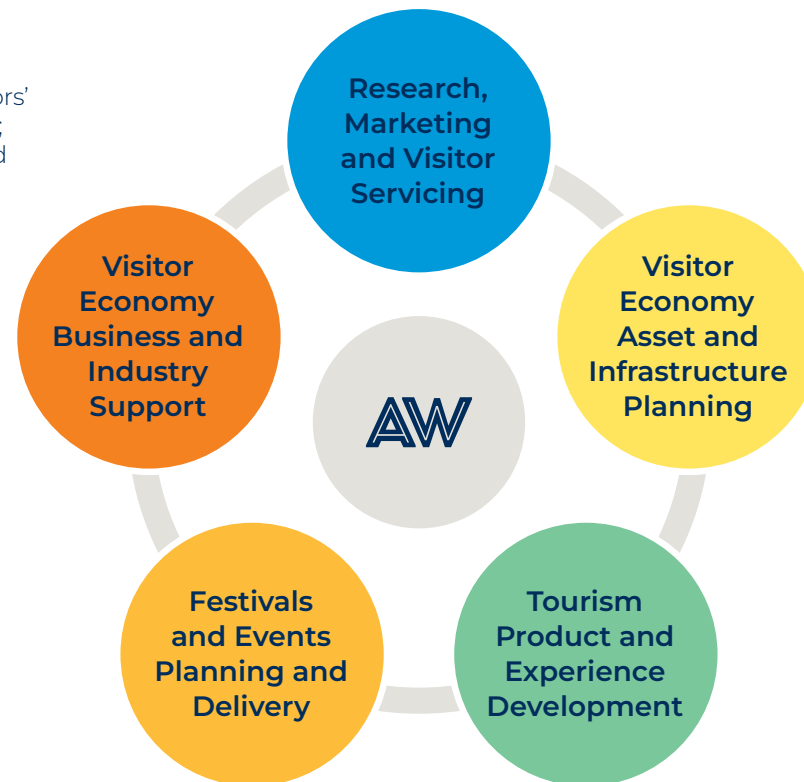 ors’
;
d
Research,
Marketing
and Visitor
Servicing
Visitor
Economy
Business and
Industry
Support
Visitor
Economy
Asset and
Infrastructure
Planning
AW
Festivals
and Events
Planning and
Delivery
Tourism
Product and
Experience
Development